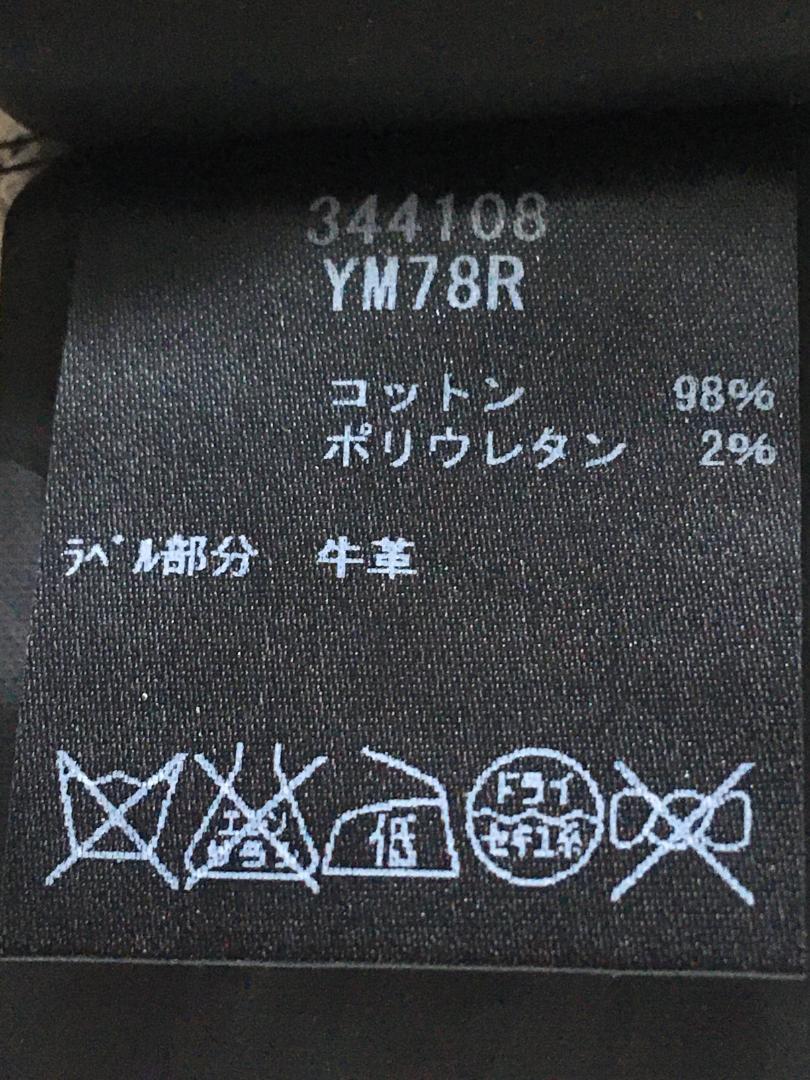 344108
YM78R
コットン 98%
ポリウレタン 2%
ﾗﾍﾞﾙ部分 牛革
エンソサラシ
低
ドライ
セキユ系